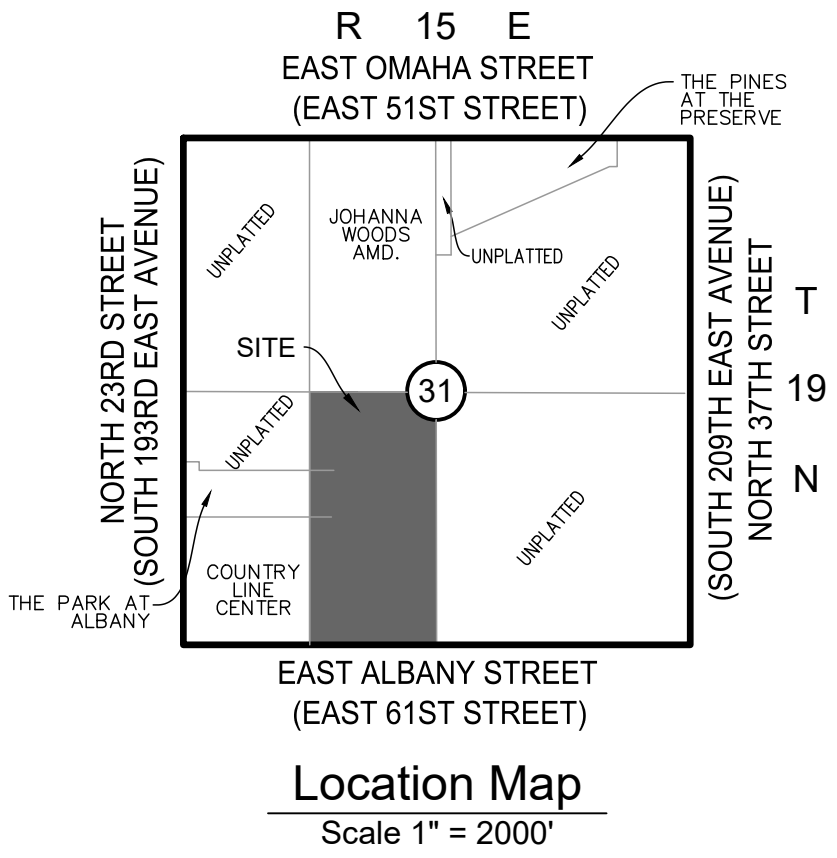 R 15 E
EAST OMAHA STREET
(EAST 51ST STREET)
THE PINES
AT THE
PRESERVE
NORTH 23RD STREET
(SOUTH 193RD EAST AVENUE)
UNPLATTED
JOHANNA
WOODS
AMD.
UNPLATTED
UNPLATTED
(SOUTH 209TH EAST AVENUE)
NORTH 37TH STREET
T
19
N
SITE
31
UNPLATTED
UNPLATTED
COUNTRY
LINE
CENTER
THE PARK AT
ALBANY
EAST ALBANY STREET
(EAST 61ST STREET)
Location Map
Scale 1" = 2000'